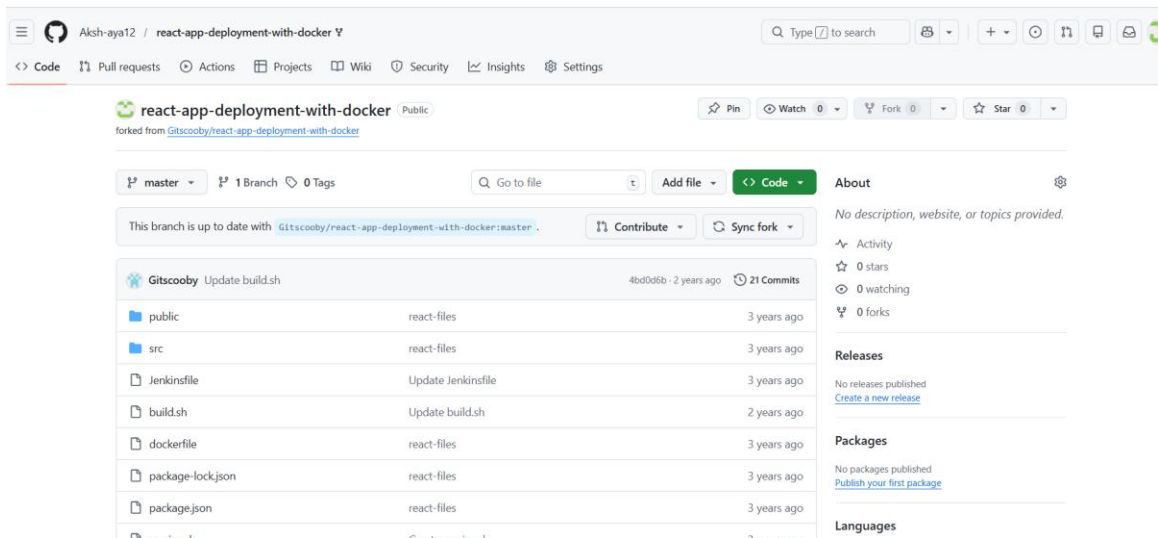 Aksh-aya12 / react-app-deployment-with-docker
Type / to search
Code Pull requests Actions Projects Wiki Security Insights Settings
react-app-deployment-with-docker Public
Pin Watch 0 Fork 0 Star 0
forked from Gitscooby/react-app-deployment-with-docker
master 1 Branch 0 Tags Go to file t Add file Code
This branch is up to date with Gitscooby/react-app-deployment-with-docker:master .
Contribute Sync fork
Gitscooby Update build.sh 4bd0d6b · 2 years ago 21 Commits
public react-files 3 years ago
src react-files 3 years ago
Jenkinsfile Update Jenkinsfile 3 years ago
build.sh Update build.sh 2 years ago
dockerfile react-files 3 years ago
package-lock.json react-files 3 years ago
package.json react-files 3 years ago
About
No description, website, or topics provided.
Activity
0 stars
0 watching
0 forks
Releases
No releases published
Create a new release
Packages
No packages published
Publish your first package
Languages